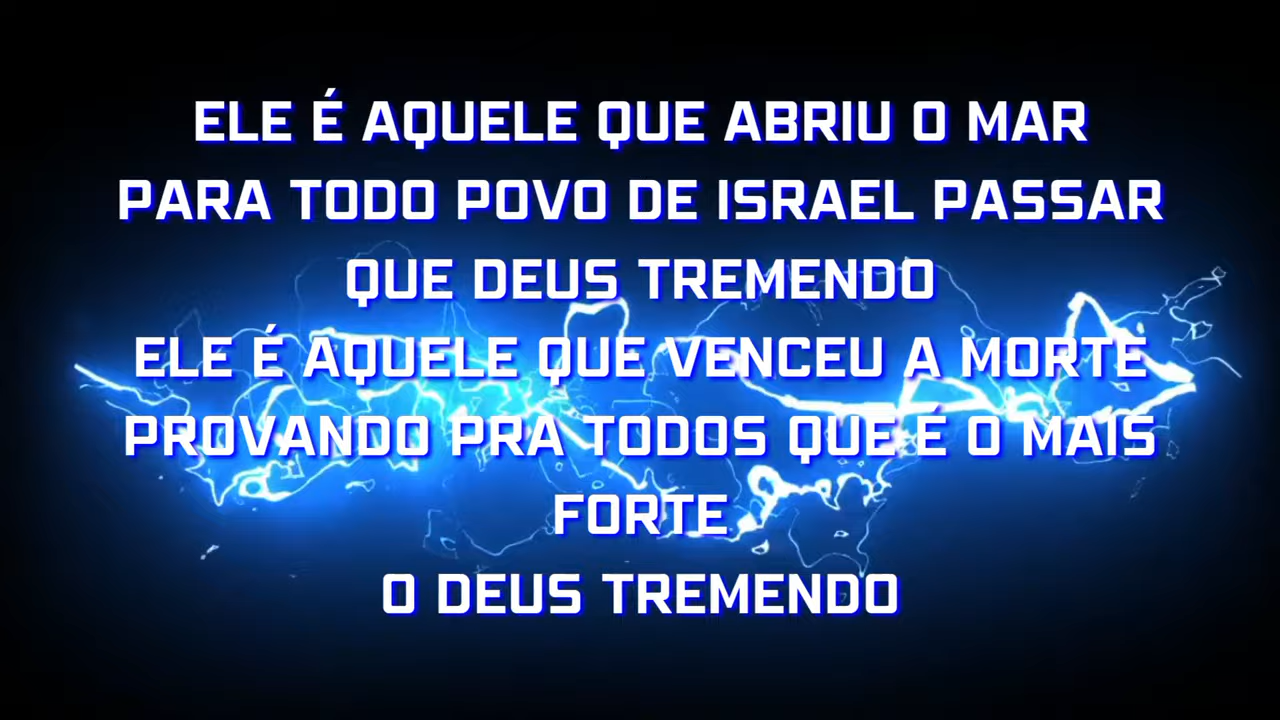 ELE É AQUELE QUE ABRIU O MAR
PARA TODO POVO DE ISRAEL PASSAR
QUE DEUS TREMENDO
ELE É AQUELE QUE VENCEU A MORTE
PROVANDO PRA TODOS QUE É O MAIS
FORTE
O DEUS TREMENDO